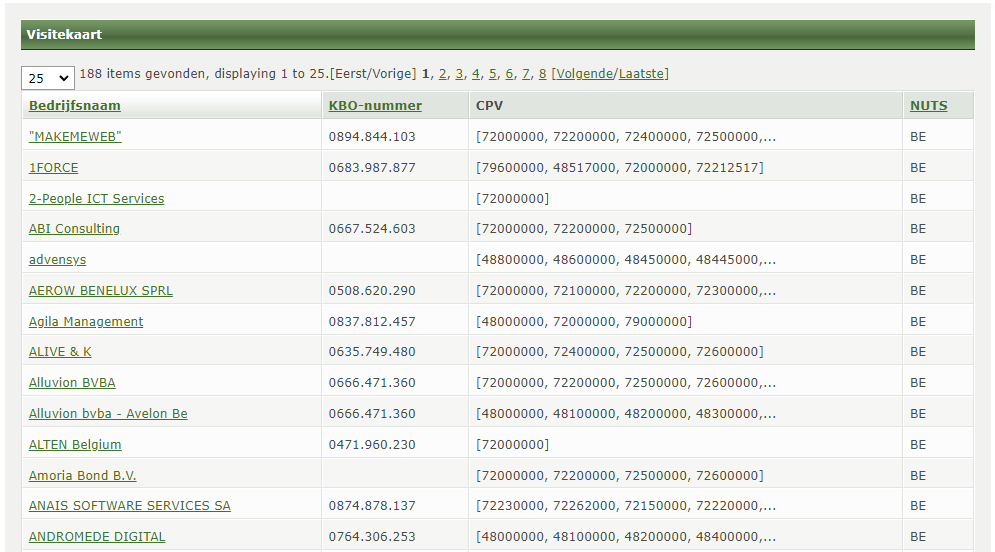 Visitekaart
25 188 items gevonden, displaying 1 to 25.[Eerst/Vorige] 1, 2, 3, 4, 5, 6, 7, 8 [Volgende/Laatste]
Bedrijfsnaam KBO-nummer CPV NUTS
"MAKEMEWEB" 0894.844.103 [72000000, 72200000, 72400000, 72500000,... BE
1FORCE 0683.987.877 [79600000, 48517000, 72000000, 72212517] BE
2-People ICT Services [72000000] BE
ABI Consulting 0667.524.603 [72000000, 72200000, 72500000] BE
advensys [48800000, 48600000, 48450000, 48445000,... BE
AEROW BENELUX SPRL 0508.620.290 [72000000, 72100000, 72200000, 72300000,... BE
Agila Management 0837.812.457 [48000000, 72000000, 79000000] BE
ALIVE & K 0635.749.480 [72000000, 72400000, 72500000, 72600000] BE
Alluvion BVBA 0666.471.360 [72000000, 72200000, 72500000, 72600000,... BE
Alluvion bvba - Avelon Be 0666.471.360 [48000000, 48100000, 48200000, 48300000,... BE
ALTEN Belgium 0471.960.230 [72000000] BE
Amoria Bond B.V. [72000000, 72200000, 72500000, 72600000] BE
ANAIS SOFTWARE SERVICES SA 0874.878.137 [72230000, 72262000, 72150000, 72220000,... BE
ANDROMEDE DIGITAL 0764.306.253 [48000000, 48100000, 48200000, 48400000,... BE